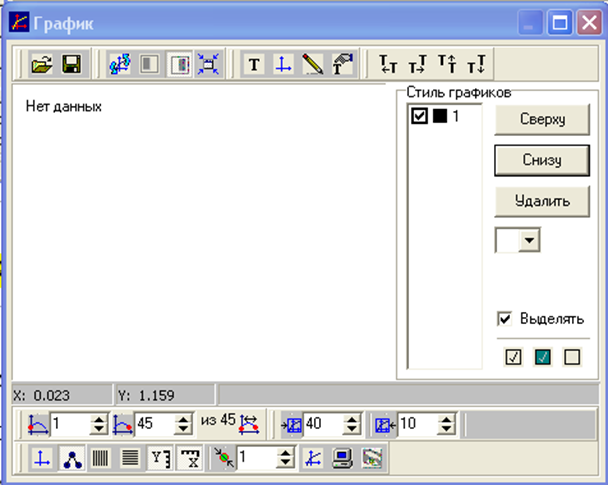 График
T T T T T T
Нет данных
Стиль графиков
1
Сверху
Снизу
Удалить
Выделять
X: 0.023 Y: 1.159
1 45 из 45 40 10
Y X 1